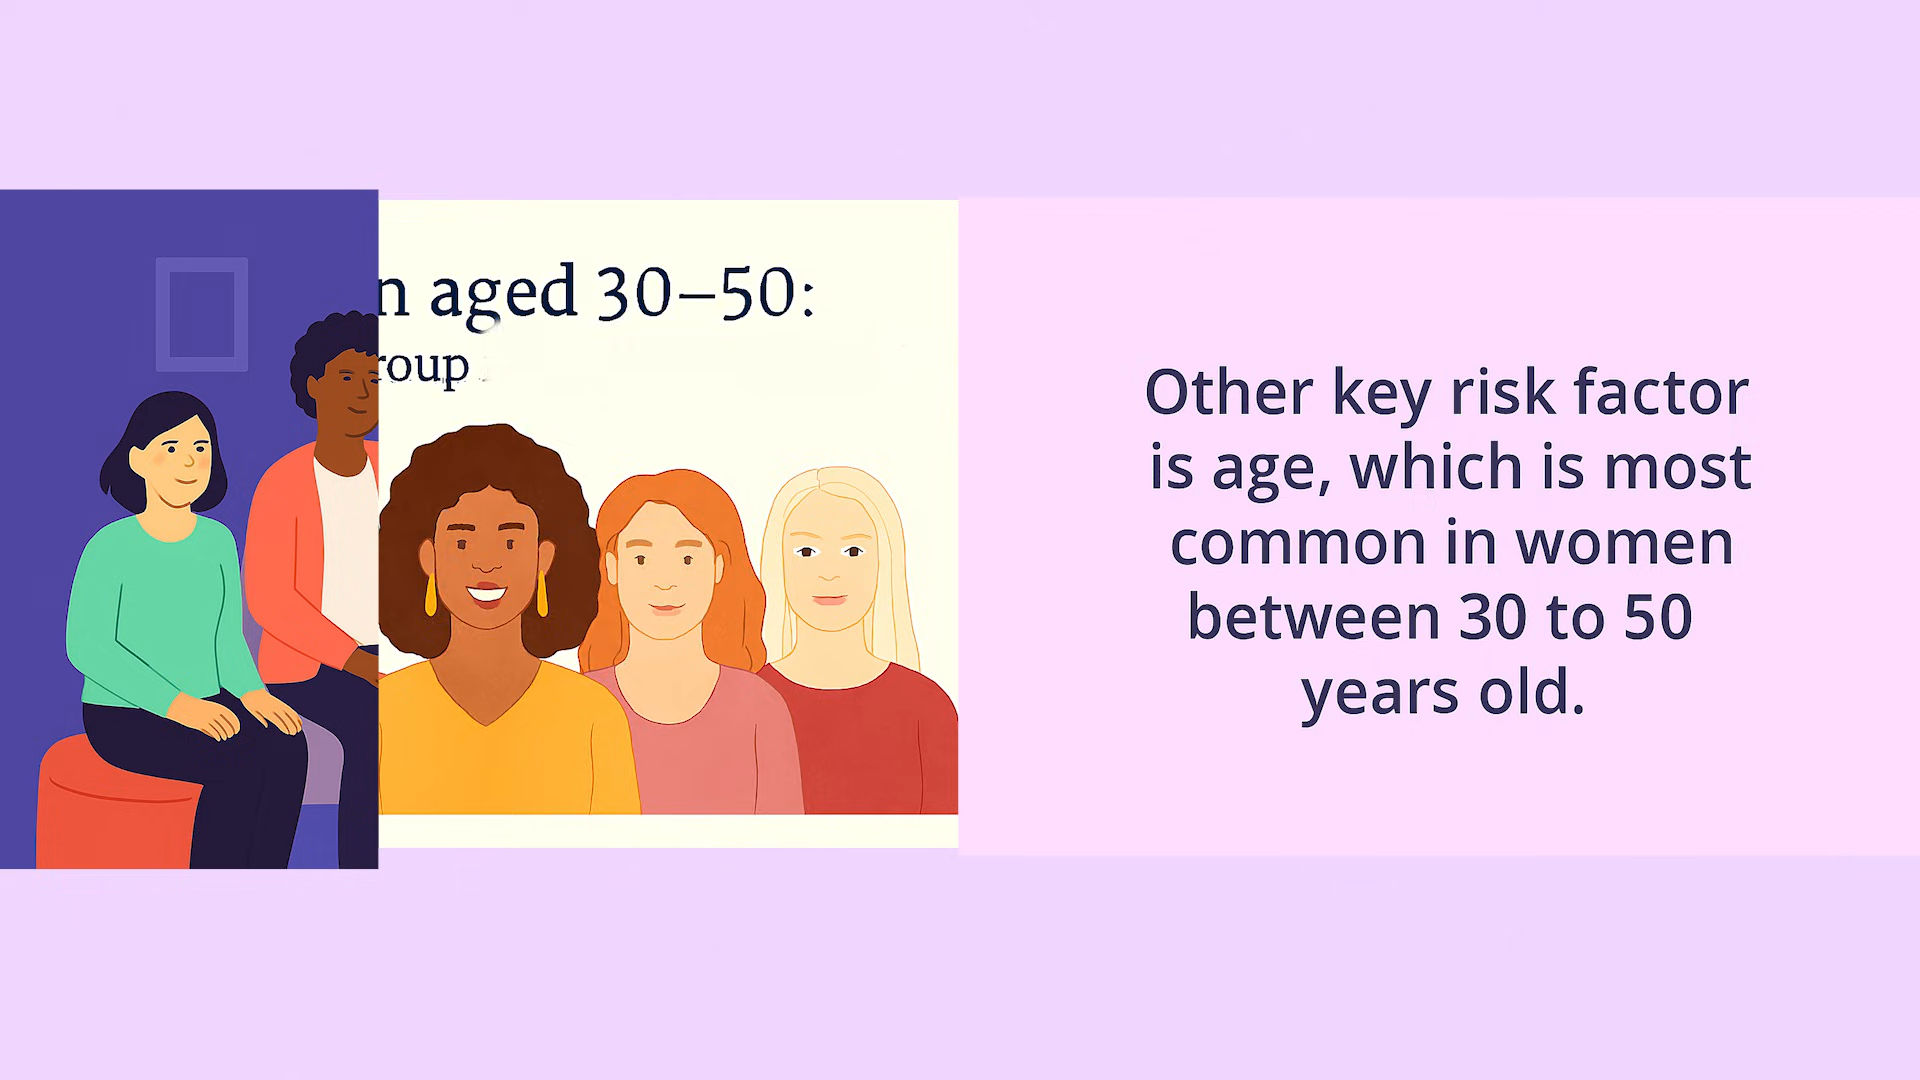 aged 30–50:
Other key risk factor
is age, which is most
common in women
between 30 to 50
years old.